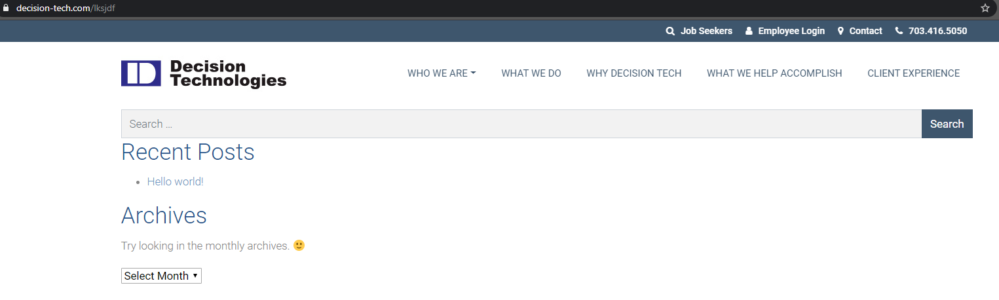 decision-tech.com/lksjdf
Job Seekers Employee Login Contact 703.416.5050
Decision
Technologies
WHO WE ARE WHAT WE DO WHY DECISION TECH WHAT WE HELP ACCOMPLISH CLIENT EXPERIENCE
Search …
Search
Recent Posts
• Hello world!
Archives
Try looking in the monthly archives. 🙂
Select Month